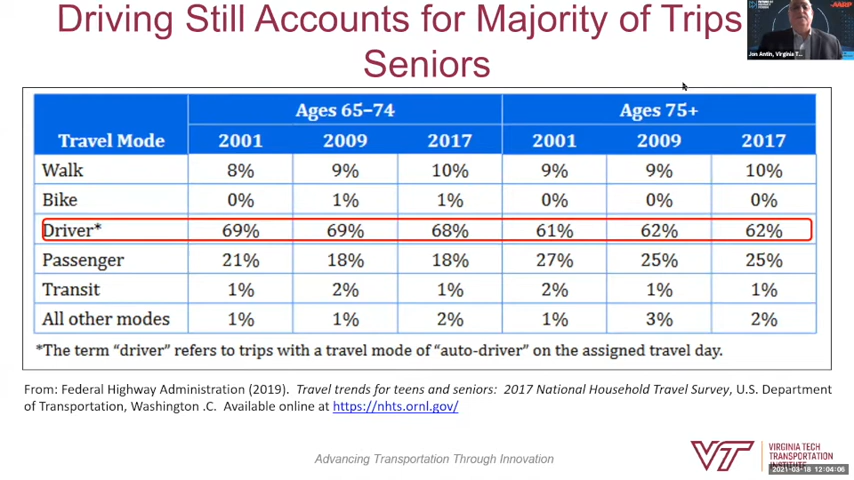 Driving Still Accounts for Majority of Trips
Seniors
AARP
Jon Antin, Virginia T...
Ages 65–74 Ages 75+
Travel Mode 2001 2009 2017 2001 2009 2017
Walk 8% 9% 10% 9% 9% 10%
Bike 0% 1% 1% 0% 0% 0%
Driver* 69% 69% 68% 61% 62% 62%
Passenger 21% 18% 18% 27% 25% 25%
Transit 1% 2% 1% 2% 1% 1%
All other modes 1% 1% 2% 1% 3% 2%
*The term “driver” refers to trips with a travel mode of “auto-driver” on the assigned travel day.
From: Federal Highway Administration (2019). Travel trends for teens and seniors: 2017 National Household Travel Survey, U.S. Department
of Transportation, Washington .C. Available online at https://nhts.ornl.gov/
Advancing Transportation Through Innovation
VT
VIRGINIA TECH
TRANSPORTATION
INSTITUTE
2021-03-18 12:04:06